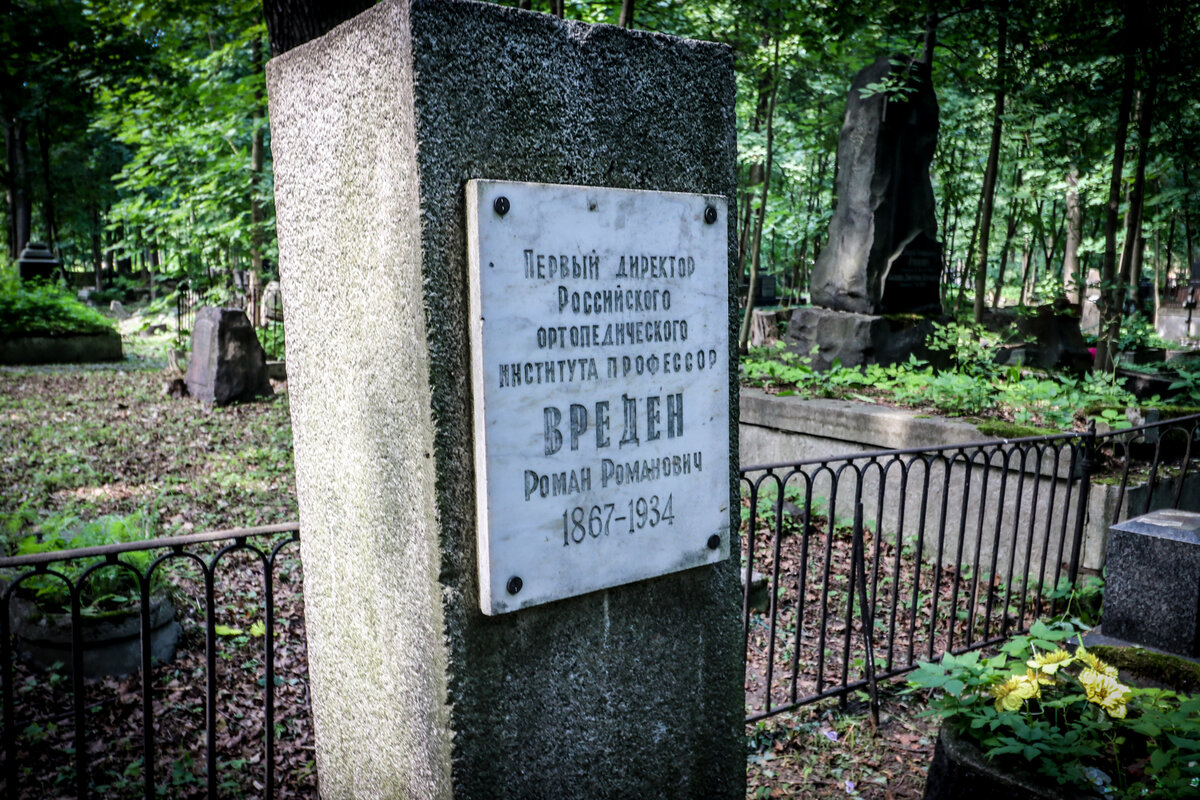 Первый директор
Российского
ортопедического
института профессор
ВРЕДЕН
Роман Романович
1867-1934